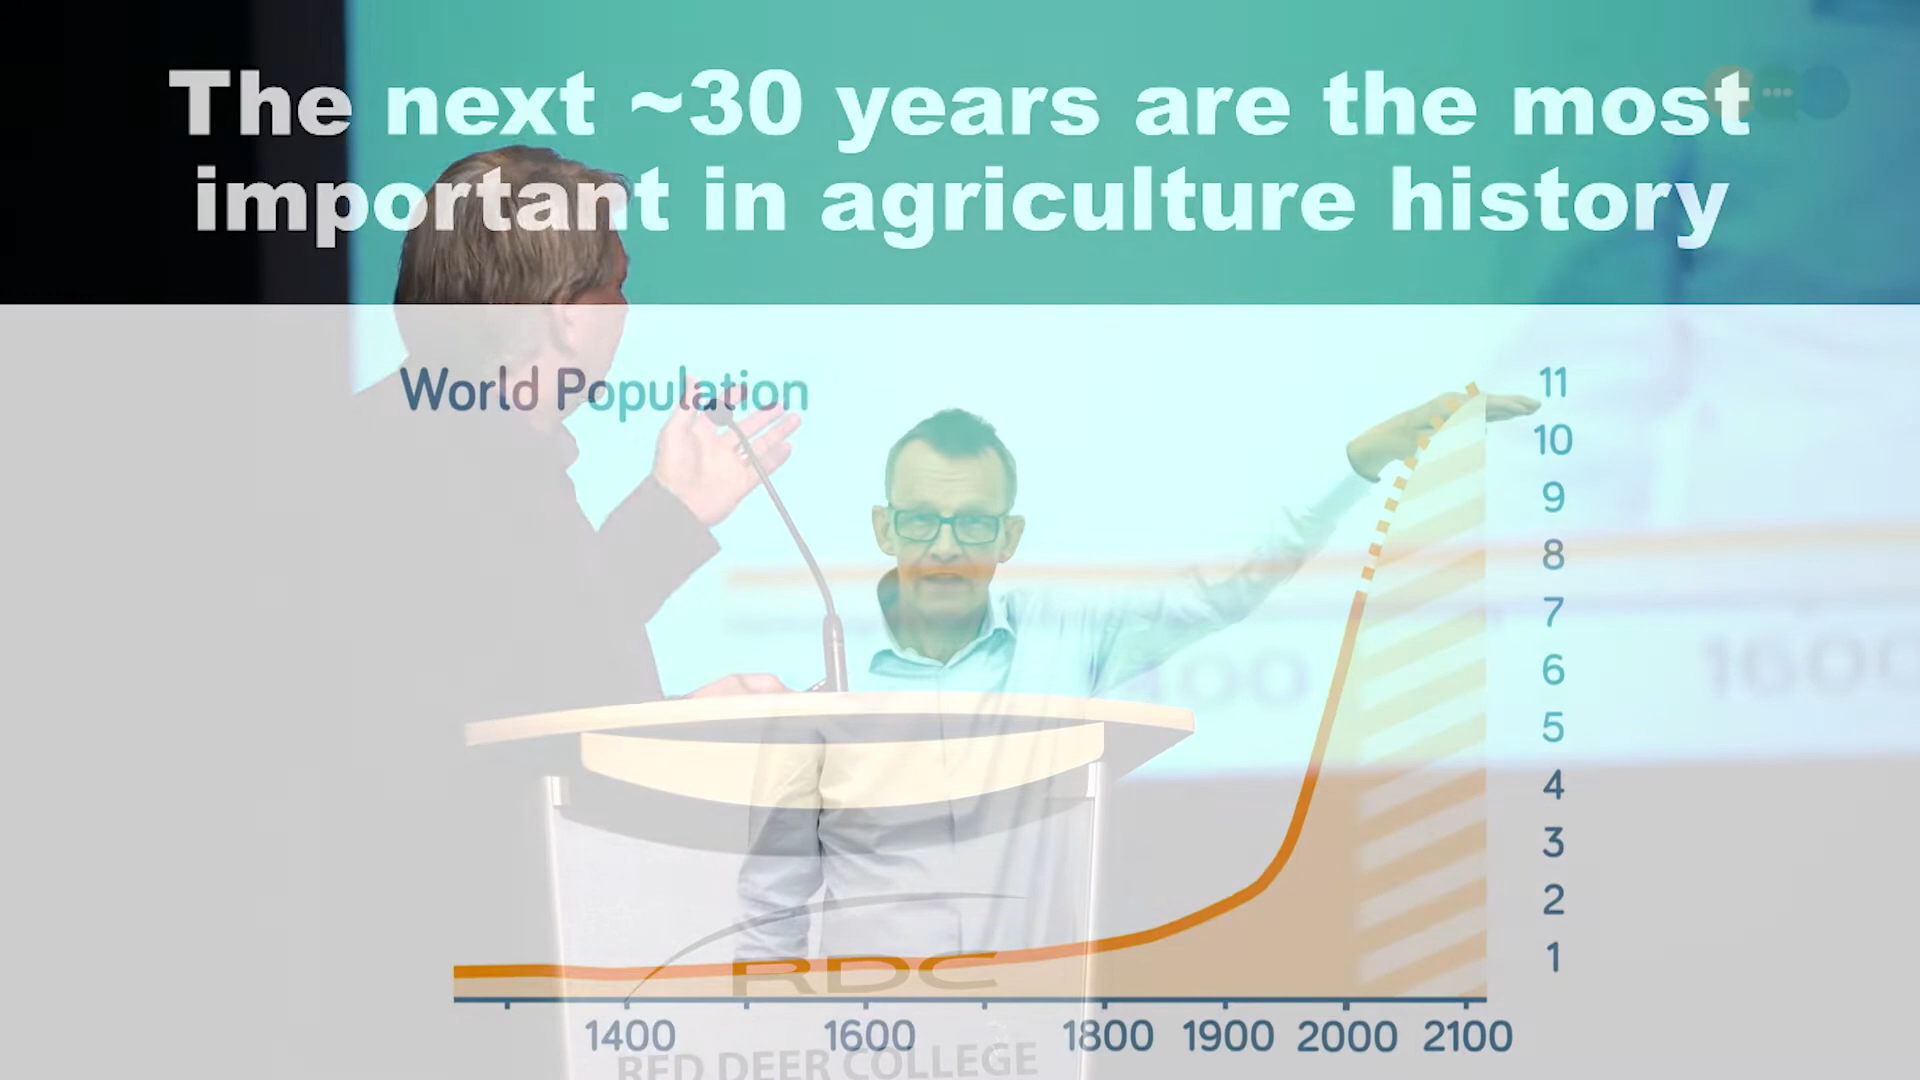 The next ~30 years are the most
important in agriculture history
World Population
11
10
9
8
7
6
5
4
3
2
1
1600
RDC
1400 1600 1800 1900 2000 2100
RED DEER COLLEGE